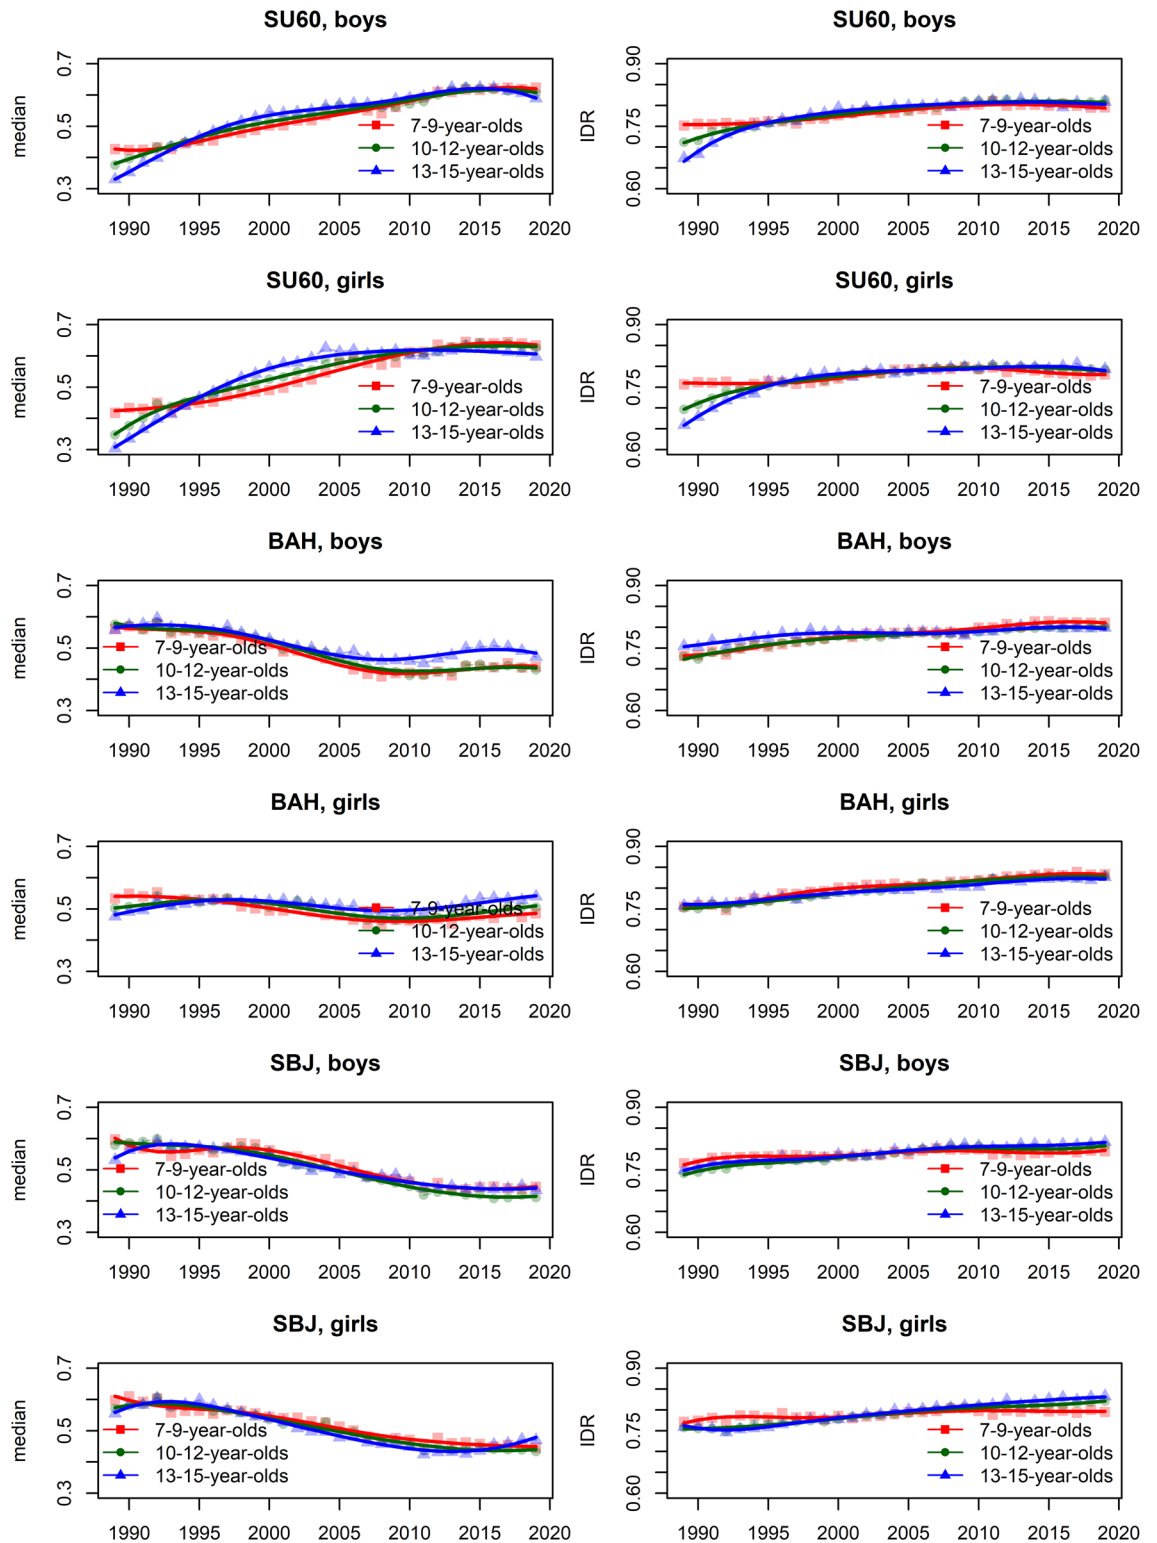 SU60, boys
SU60, boys
median
0.3 0.5 0.7
7-9-year-olds
10-12-year-olds
13-15-year-olds
1990 1995 2000 2005 2010 2015 2020
IDR
0.60 0.75 0.90
7-9-year-olds
10-12-year-olds
13-15-year-olds
1990 1995 2000 2005 2010 2015 2020
SU60, girls
SU60, girls
median
0.3 0.5 0.7
7-9-year-olds
10-12-year-olds
13-15-year-olds
1990 1995 2000 2005 2010 2015 2020
IDR
0.60 0.75 0.90
7-9-year-olds
10-12-year-olds
13-15-year-olds
1990 1995 2000 2005 2010 2015 2020
BAH, boys
BAH, boys
median
0.3 0.5 0.7
7-9-year-olds
10-12-year-olds
13-15-year-olds
1990 1995 2000 2005 2010 2015 2020
IDR
0.60 0.75 0.90
7-9-year-olds
10-12-year-olds
13-15-year-olds
1990 1995 2000 2005 2010 2015 2020
BAH, girls
BAH, girls
median
0.3 0.5 0.7
7-9-year-olds
10-12-year-olds
13-15-year-olds
1990 1995 2000 2005 2010 2015 2020
IDR
0.60 0.75 0.90
7-9-year-olds
10-12-year-olds
13-15-year-olds
1990 1995 2000 2005 2010 2015 2020
SBJ, boys
SBJ, boys
median
0.3 0.5 0.7
7-9-year-olds
10-12-year-olds
13-15-year-olds
1990 1995 2000 2005 2010 2015 2020
IDR
0.60 0.75 0.90
7-9-year-olds
10-12-year-olds
13-15-year-olds
1990 1995 2000 2005 2010 2015 2020
SBJ, girls
SBJ, girls
median
0.3 0.5 0.7
7-9-year-olds
10-12-year-olds
13-15-year-olds
1990 1995 2000 2005 2010 2015 2020
IDR
0.60 0.75 0.90
7-9-year-olds
10-12-year-olds
13-15-year-olds
1990 1995 2000 2005 2010 2015 2020